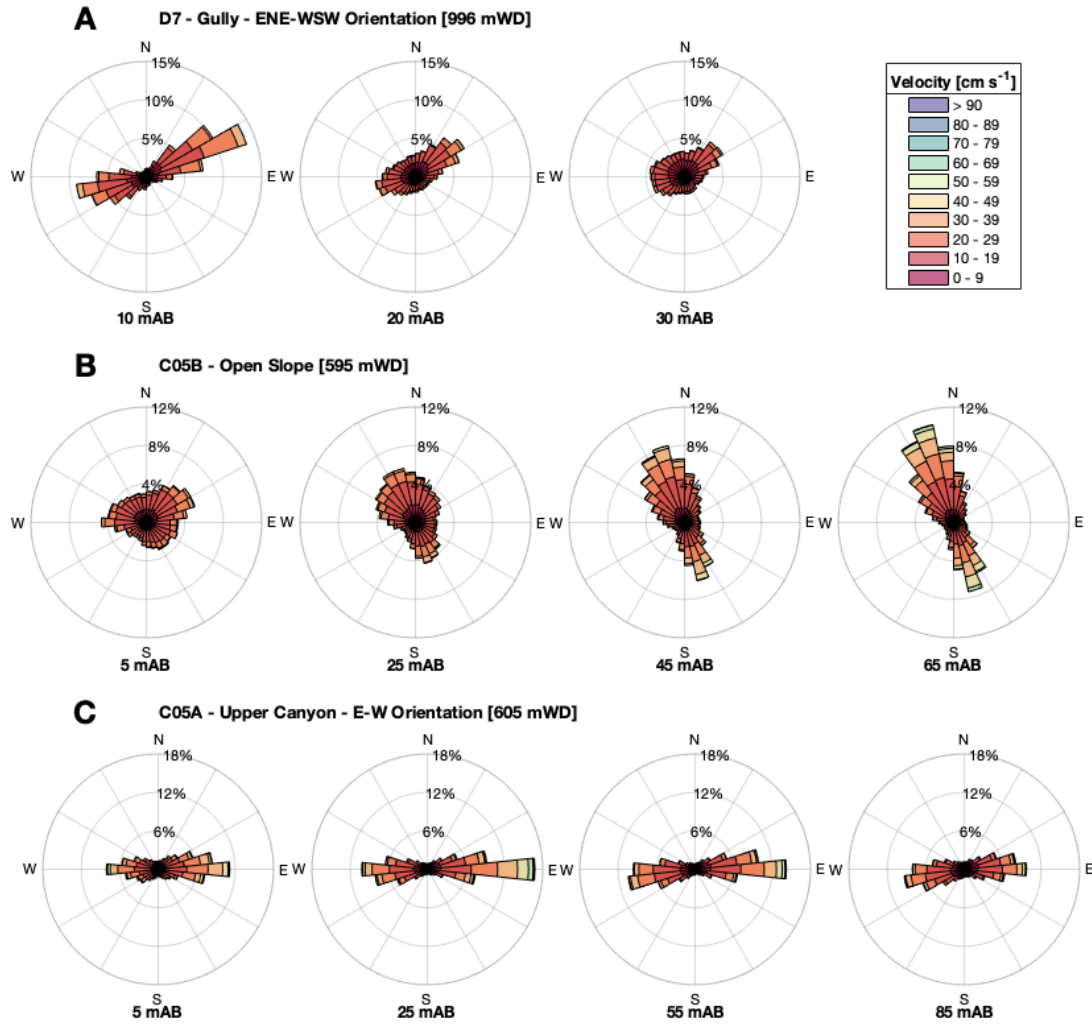 A
D7 - Gully - ENE-WSW Orientation [996 mWD]
N
15%
10%
5%
W
E
S
10 mAB
N
15%
10%
5%
W
E
S
20 mAB
N
15%
10%
5%
W
E
S
30 mAB
Velocity [cm s⁻¹]
> 90
80 - 89
70 - 79
60 - 69
50 - 59
40 - 49
30 - 39
20 - 29
10 - 19
0 - 9
B
C05B - Open Slope [595 mWD]
N
12%
8%
4%
W
E
S
5 mAB
N
12%
8%
4%
W
E
S
25 mAB
N
12%
8%
4%
W
E
S
45 mAB
N
12%
8%
4%
W
E
S
65 mAB
C
C05A - Upper Canyon - E-W Orientation [605 mWD]
N
18%
12%
6%
W
E
S
5 mAB
N
18%
12%
6%
W
E
S
25 mAB
N
18%
12%
6%
W
E
S
55 mAB
N
18%
12%
6%
W
E
S
85 mAB